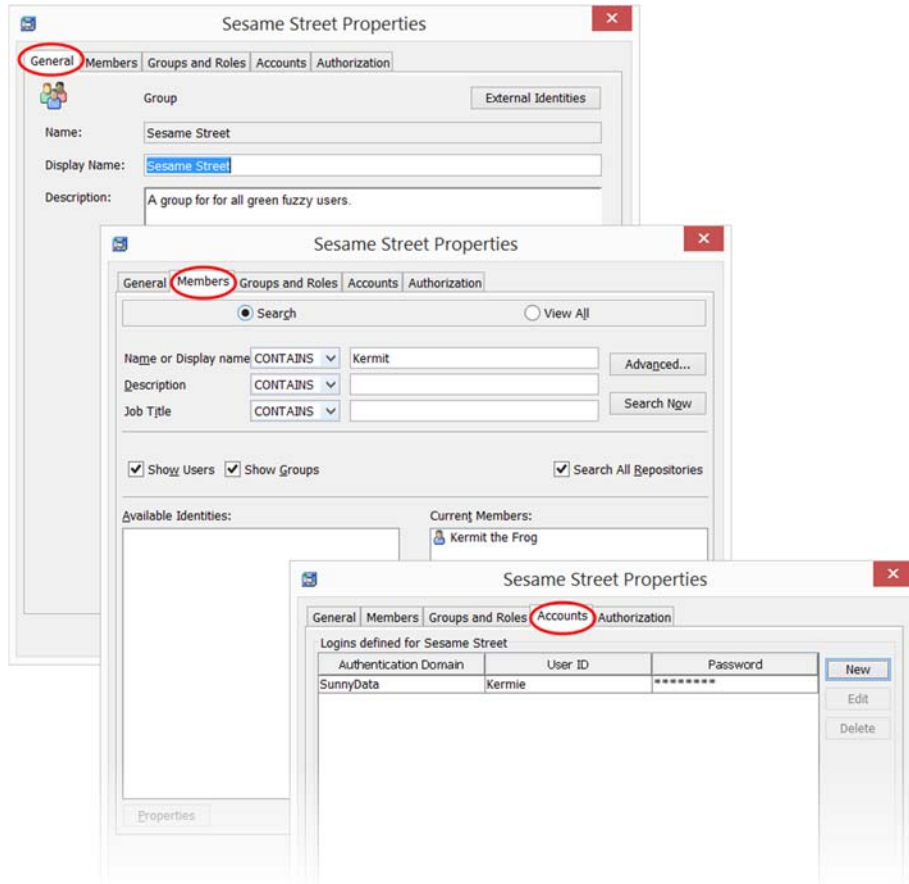 Sesame Street Properties
General Members Groups and Roles Accounts Authorization
Group External Identities
Name: Sesame Street
Display Name: Sesame Street
Description: A group for for all green fuzzy users.
Sesame Street Properties
General Members Groups and Roles Accounts Authorization
Search View All
Name or Display name CONTAINS Kermit Advanced...
Description CONTAINS
Job Title CONTAINS Search Now
Show Users Show Groups Search All Repositories
Available Identities: Current Members:
Kermit the Frog
Properties
Sesame Street Properties
General Members Groups and Roles Accounts Authorization
Logins defined for Sesame Street
Authentication Domain User ID Password New
SunnyData Kermie ********
Edit
Delete